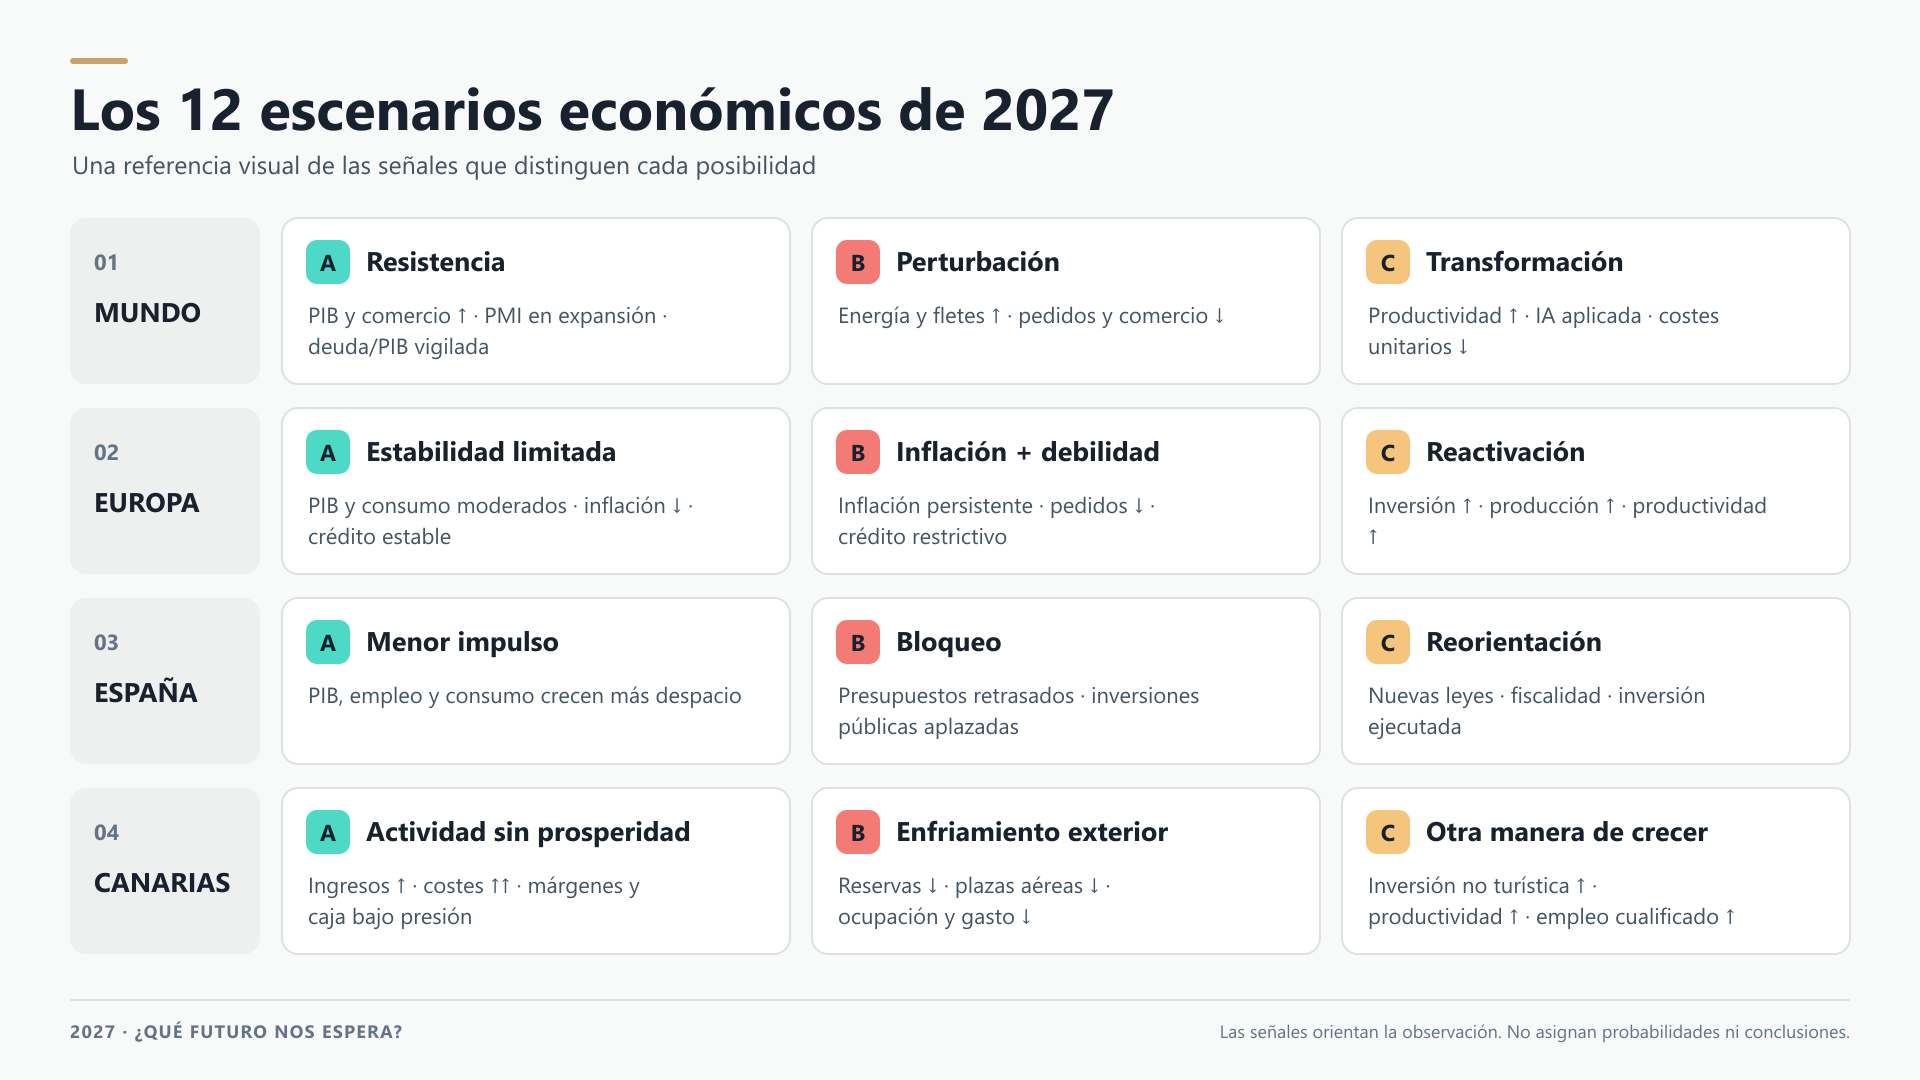 Los 12 escenarios económicos de 2027
Una referencia visual de las señales que distinguen cada posibilidad
01
MUNDO
A
Resistencia
PIB y comercio ↑ · PMI en expansión ·
deuda/PIB vigilada
B
Perturbación
Energía y fletes ↑ · pedidos y comercio ↓
C
Transformación
Productividad ↑ · IA aplicada · costes
unitarios ↓
02
EUROPA
A
Estabilidad limitada
PIB y consumo moderados · inflación ↓ ·
crédito estable
B
Inflación + debilidad
Inflación persistente · pedidos ↓ ·
crédito restrictivo
C
Reactivación
Inversión ↑ · producción ↑ · productividad
↑
03
ESPAÑA
A
Menor impulso
PIB, empleo y consumo crecen más despacio
B
Bloqueo
Presupuestos retrasados · inversiones
públicas aplazadas
C
Reorientación
Nuevas leyes · fiscalidad · inversión
ejecutada
04
CANARIAS
A
Actividad sin prosperidad
Ingresos ↑ · costes ↑↑ · márgenes y
caja bajo presión
B
Enfriamiento exterior
Reservas ↓ · plazas aéreas ↓ ·
ocupación y gasto ↓
C
Otra manera de crecer
Inversión no turística ↑ ·
productividad ↑ · empleo cualificado ↑
2027 · ¿QUÉ FUTURO NOS ESPERA?
Las señales orientan la observación. No asignan probabilidades ni conclusiones.